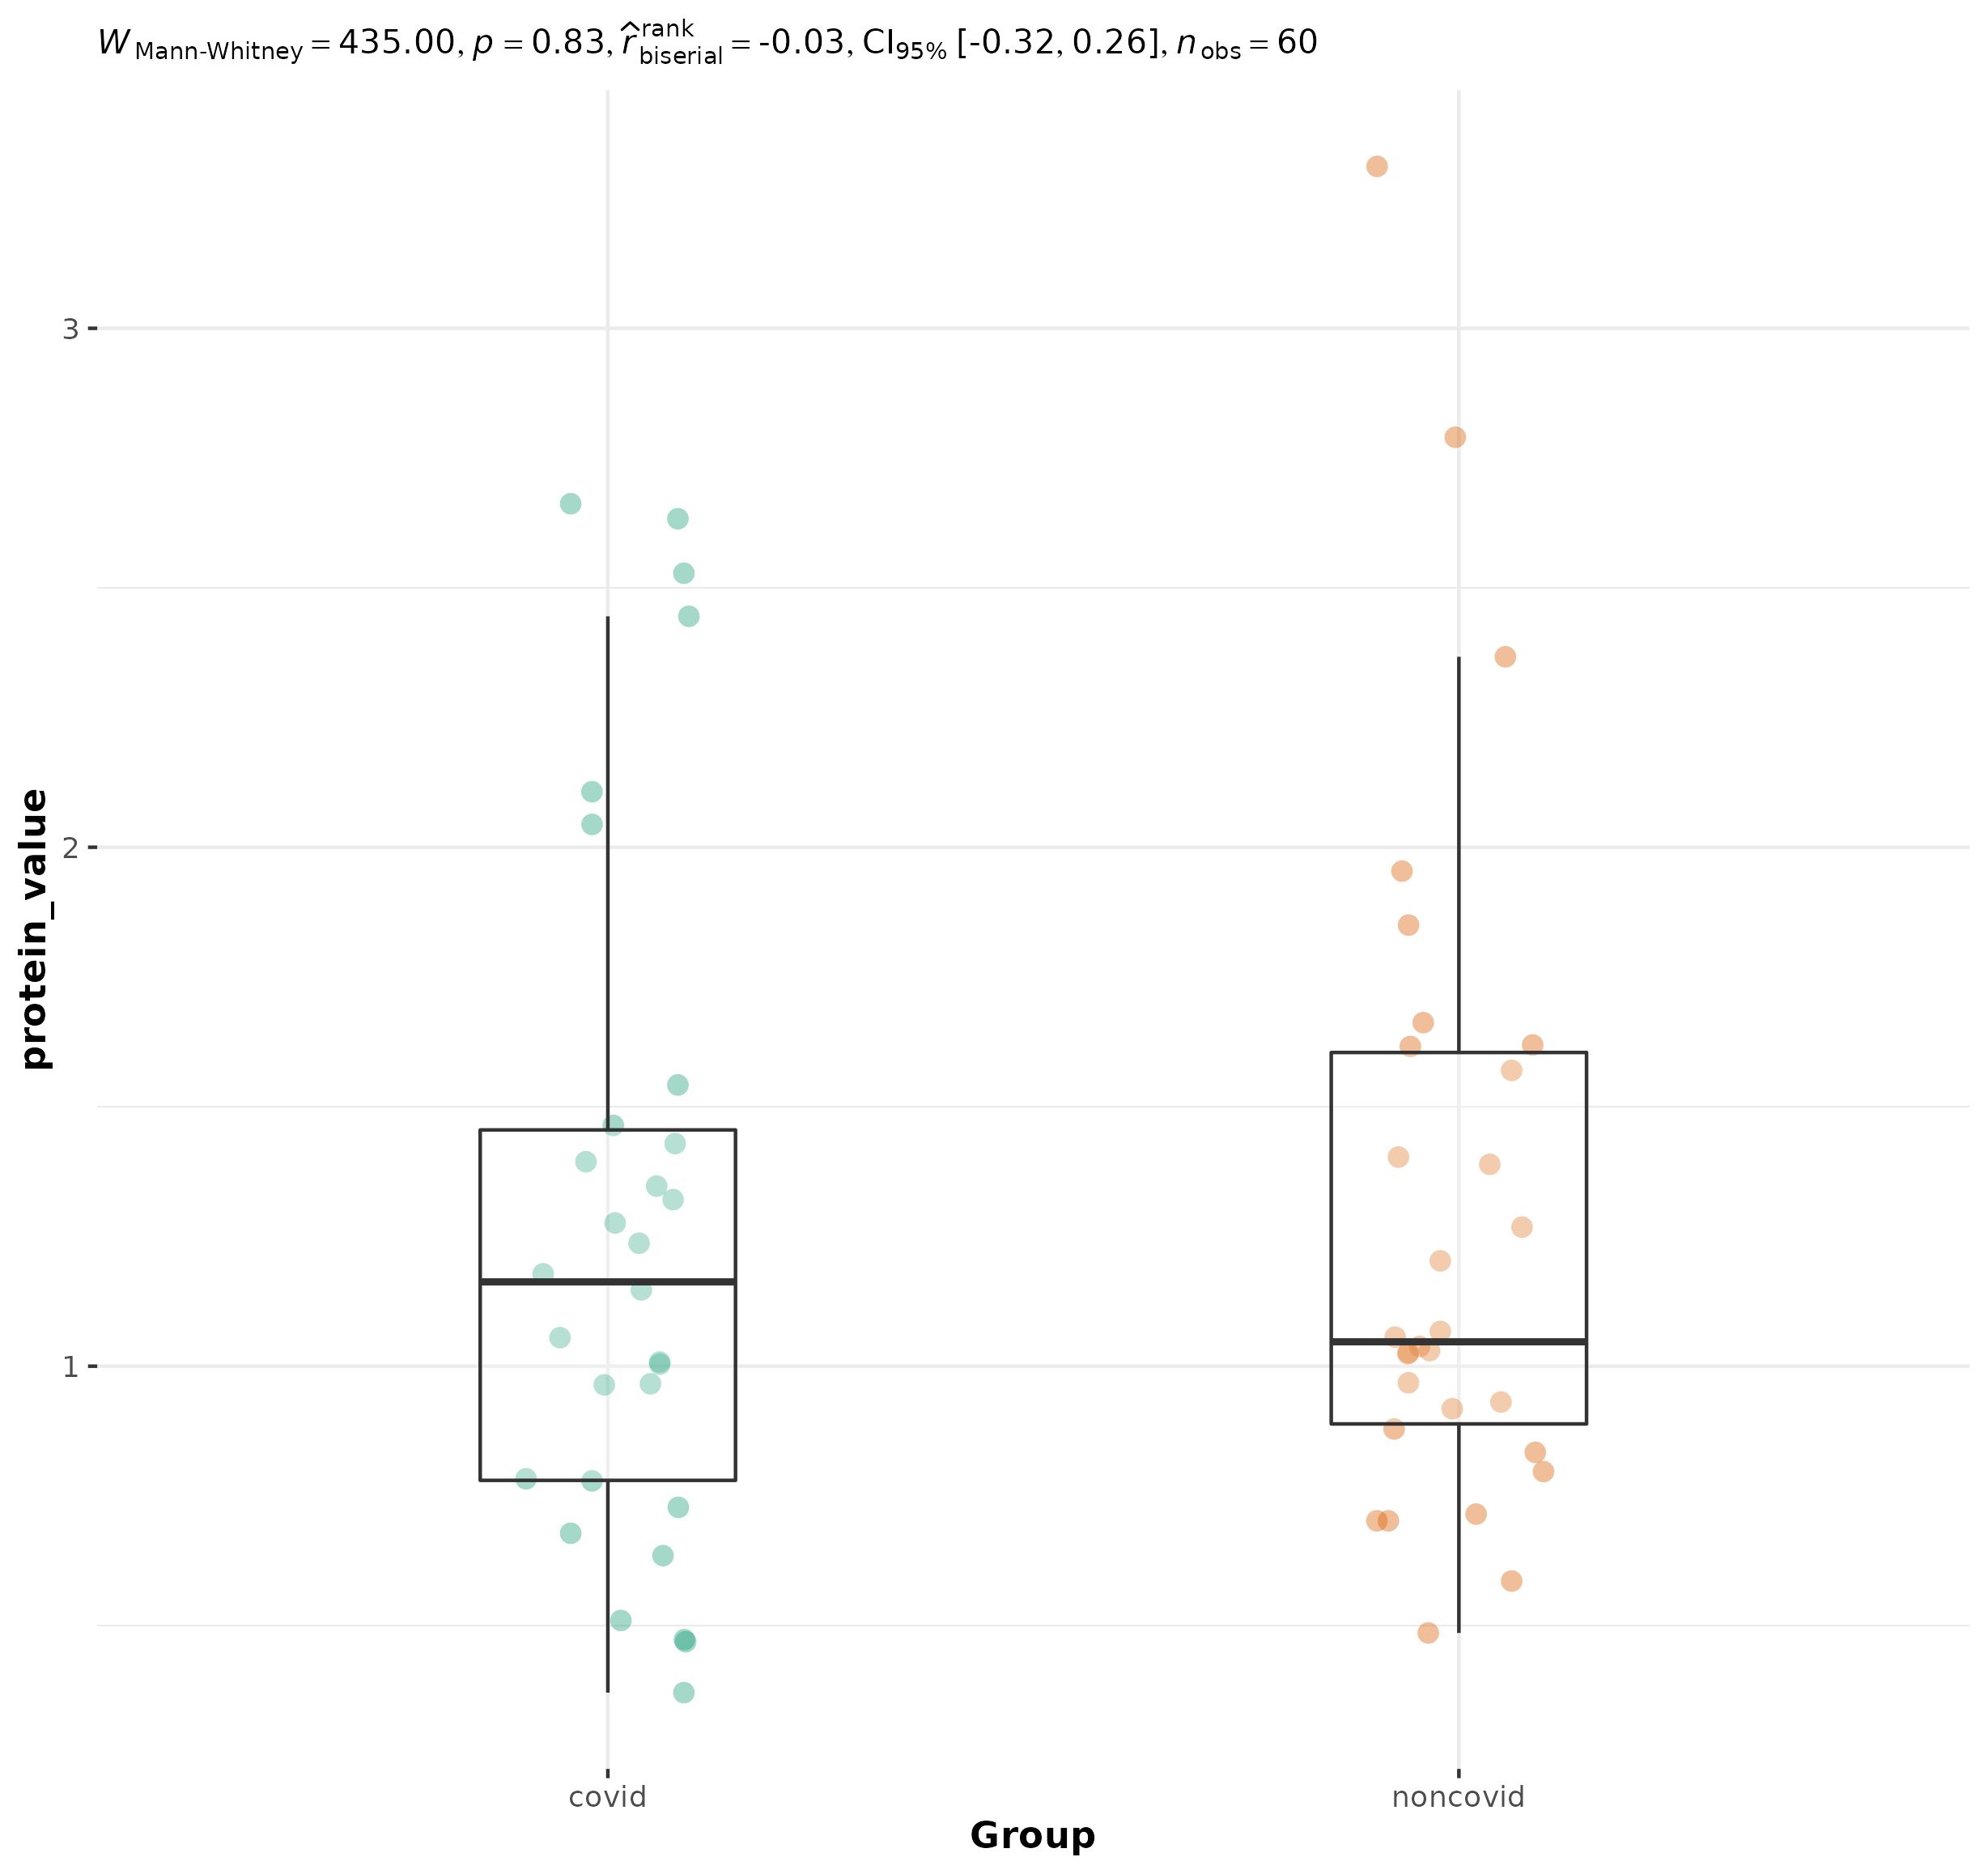 W Mann-Whitney = 435.00, p = 0.83, r̂ rank biserial = -0.03, CI95% [-0.32, 0.26], n obs = 60
3
2
1
protein_value
covid noncovid
Group